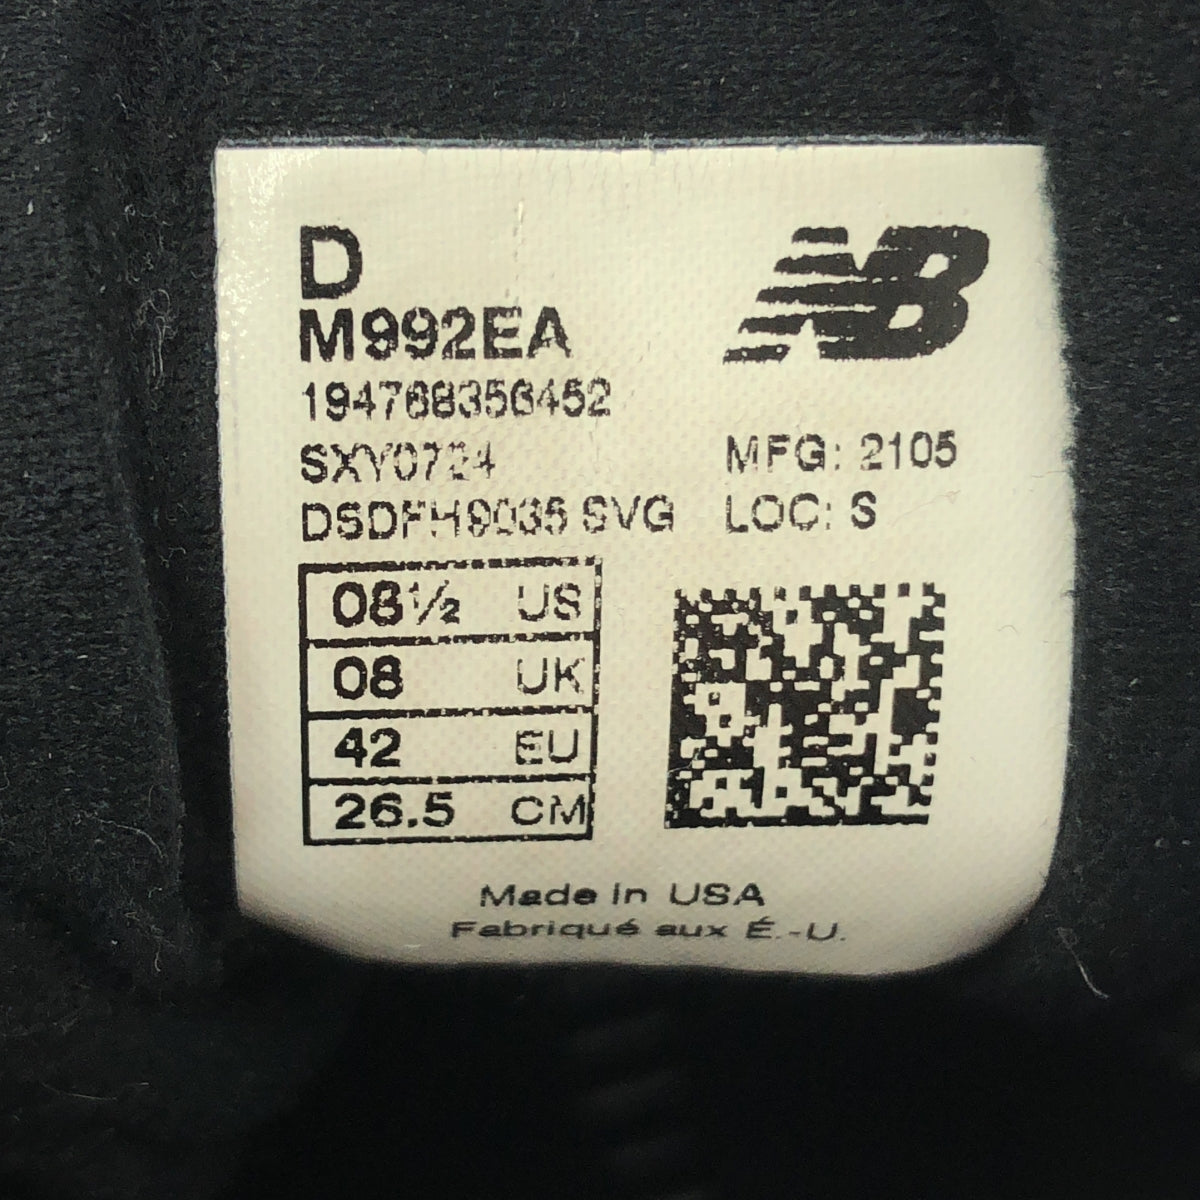 D
NB
M992EA
194768356452
SXY0724
MFG: 2105
DSDFH9035 SVG
LOC: S
08½ US
08 UK
42 EU
26.5 CM
Made in USA
Fabriqué aux É.-U.